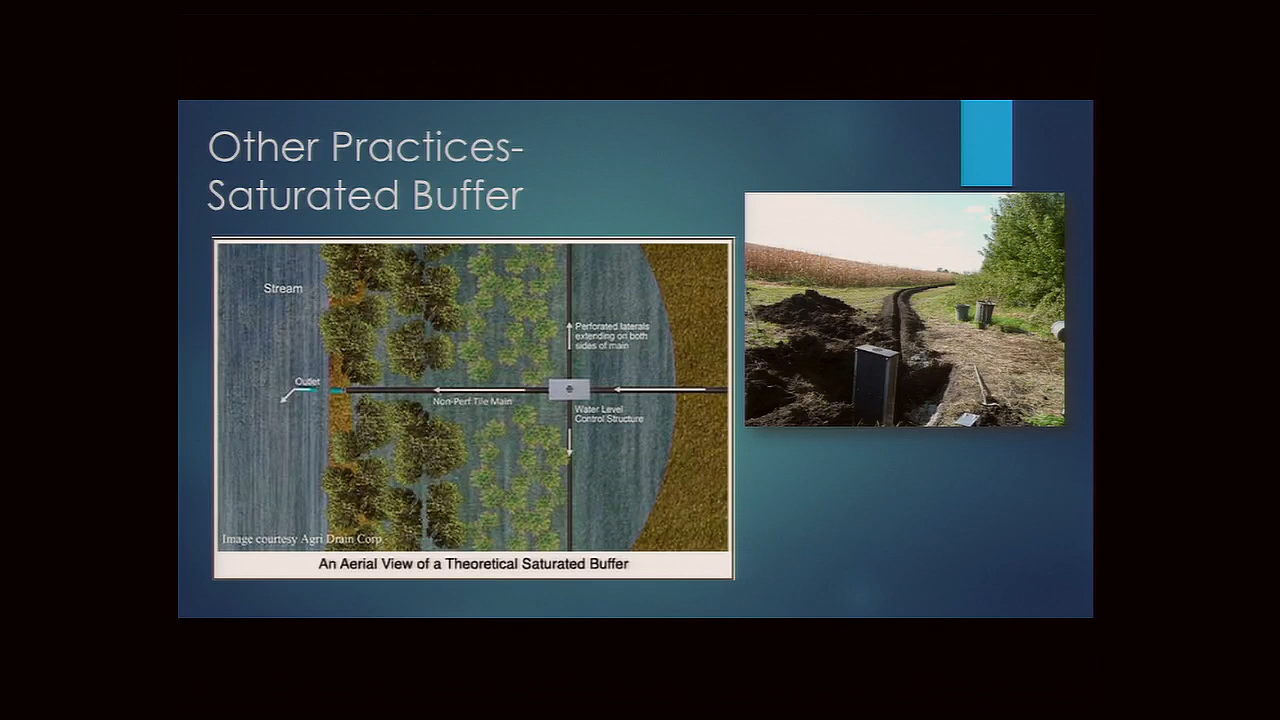 Other Practices-
Saturated Buffer
Stream
Perforated laterals
extending on both
sides of main
Outlet
Non-Perf Tile Main
Water Level
Control Structure
Image courtesy Agri Drain Corp.
An Aerial View of a Theoretical Saturated Buffer